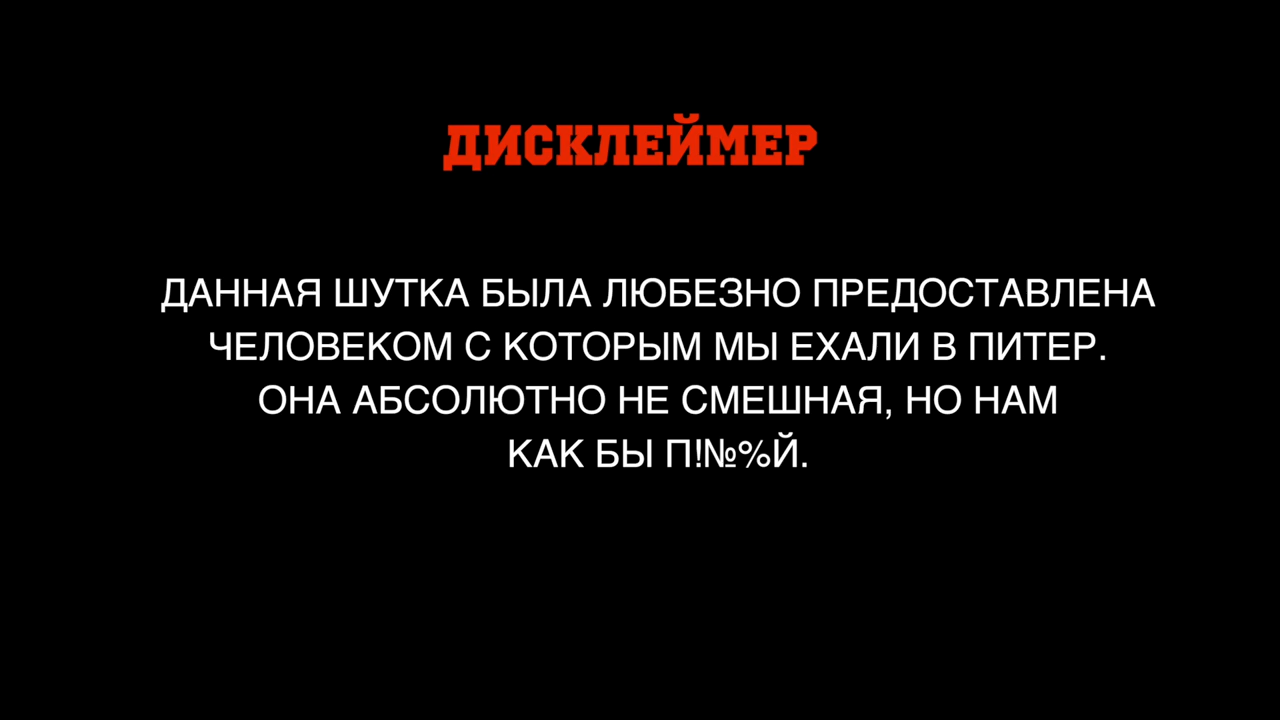 ДИСКЛЕЙМЕР
ДАННАЯ ШУТКА БЫЛА ЛЮБЕЗНО ПРЕДОСТАВЛЕНА
ЧЕЛОВЕКОМ С КОТОРЫМ МЫ ЕХАЛИ В ПИТЕР.
ОНА АБСОЛЮТНО НЕ СМЕШНАЯ, НО НАМ
КАК БЫ П!№%Й.